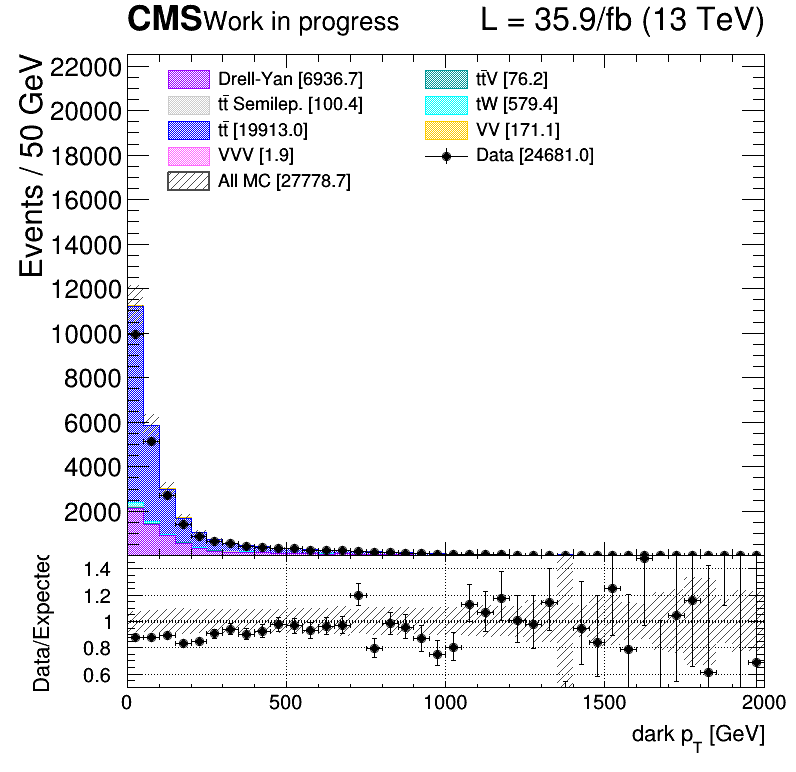 CMS Work in progress L = 35.9/fb (13 TeV)
Events / 50 GeV
22000
20000
18000
16000
14000
12000
10000
8000
6000
4000
2000
Drell-Yan [6936.7]
tt̄ Semilep. [100.4]
tt̄ [19913.0]
VVV [1.9]
All MC [27778.7]
tt̄V [76.2]
tW [579.4]
VV [171.1]
Data [24681.0]
Data/Expected
1.4
1.2
1
0.8
0.6
0 500 1000 1500 2000
dark p_T [GeV]